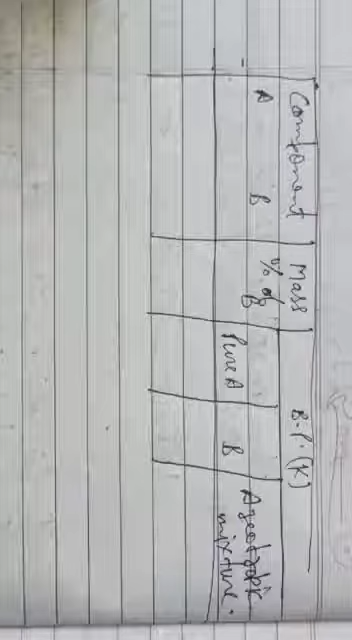 Component Mass B.P. (K)
% of
A B Pure A B Azeotropic
mixture.